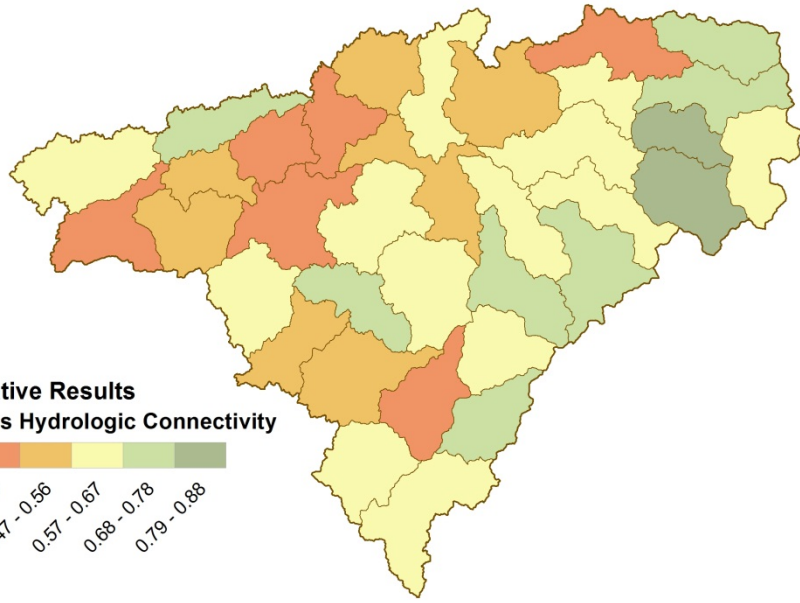 tive Results
s Hydrologic Connectivity
47 - 0.56
0.57 - 0.67
0.68 - 0.78
0.79 - 0.88